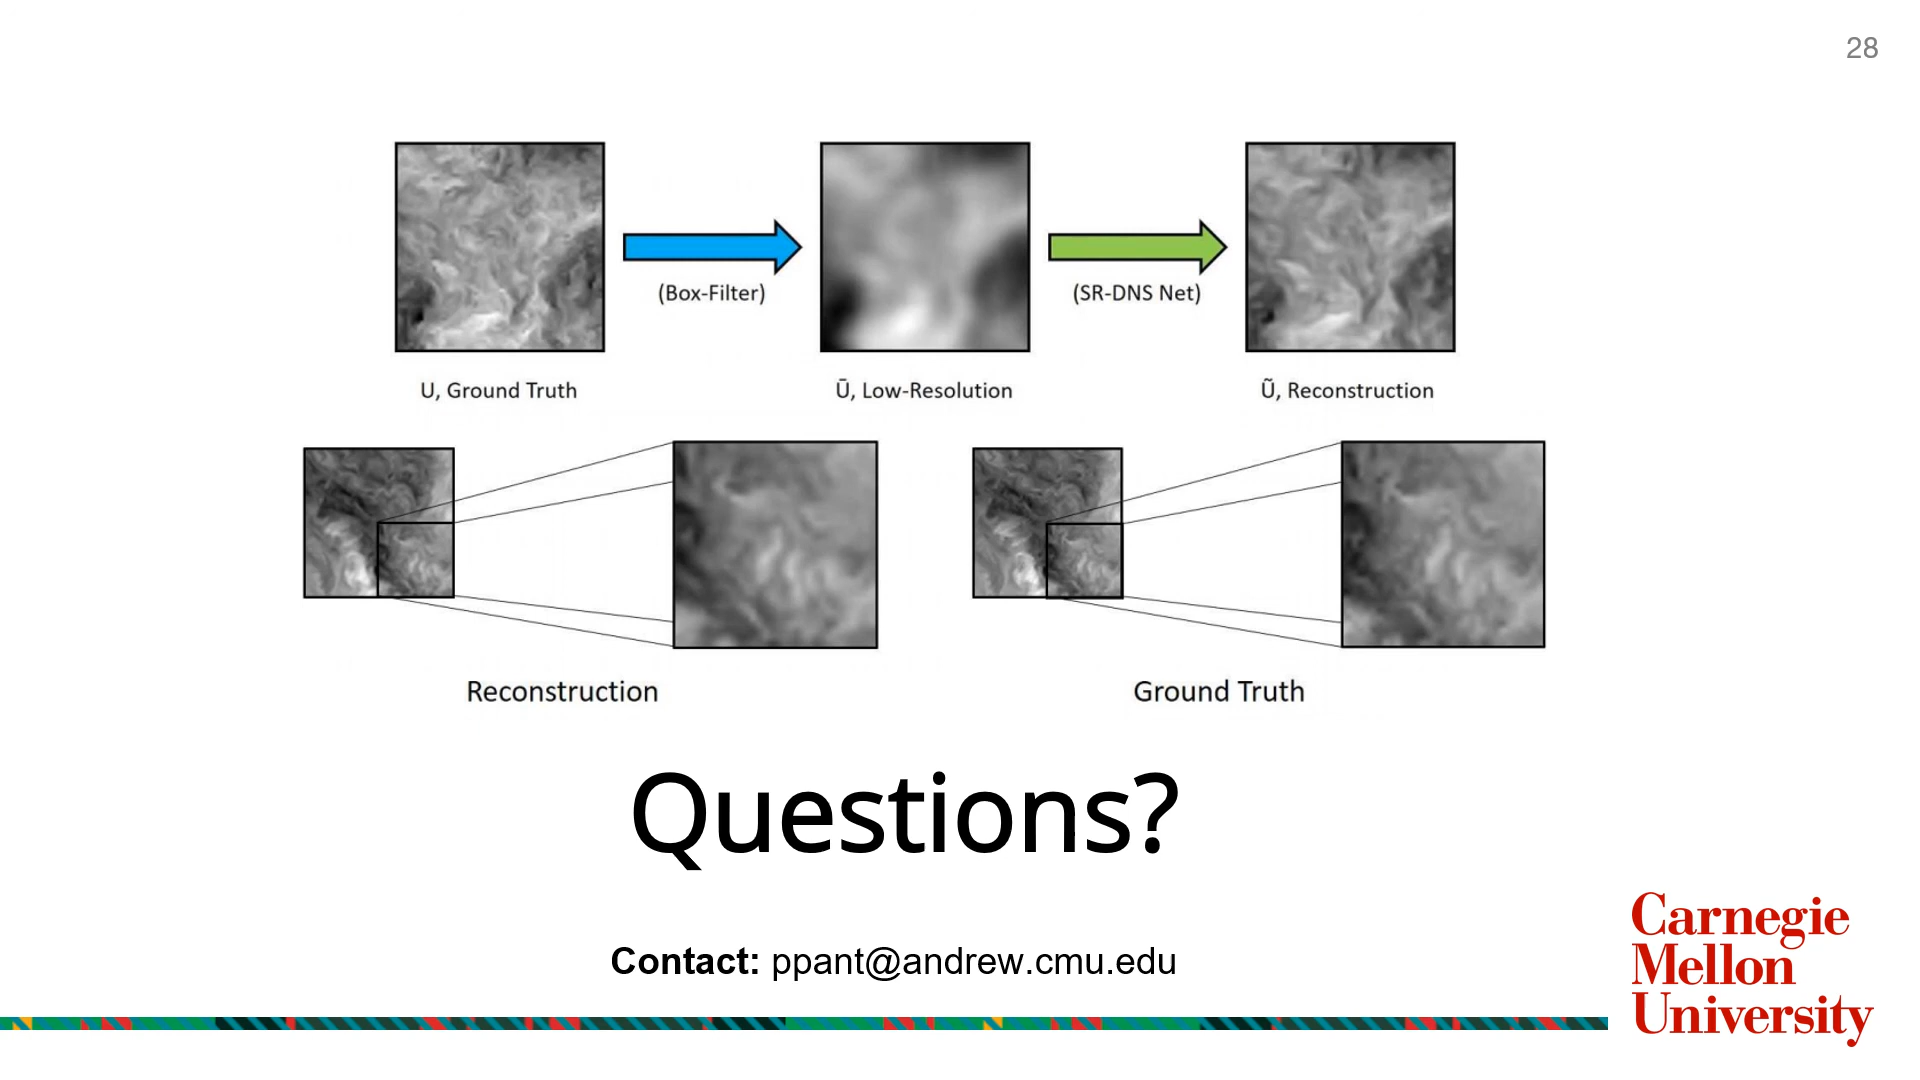 28
(Box-Filter)
(SR-DNS Net)
U, Ground Truth
Ū, Low-Resolution
Ũ, Reconstruction
Reconstruction
Ground Truth
Questions?
Contact: ppant@andrew.cmu.edu
Carnegie
Mellon
University